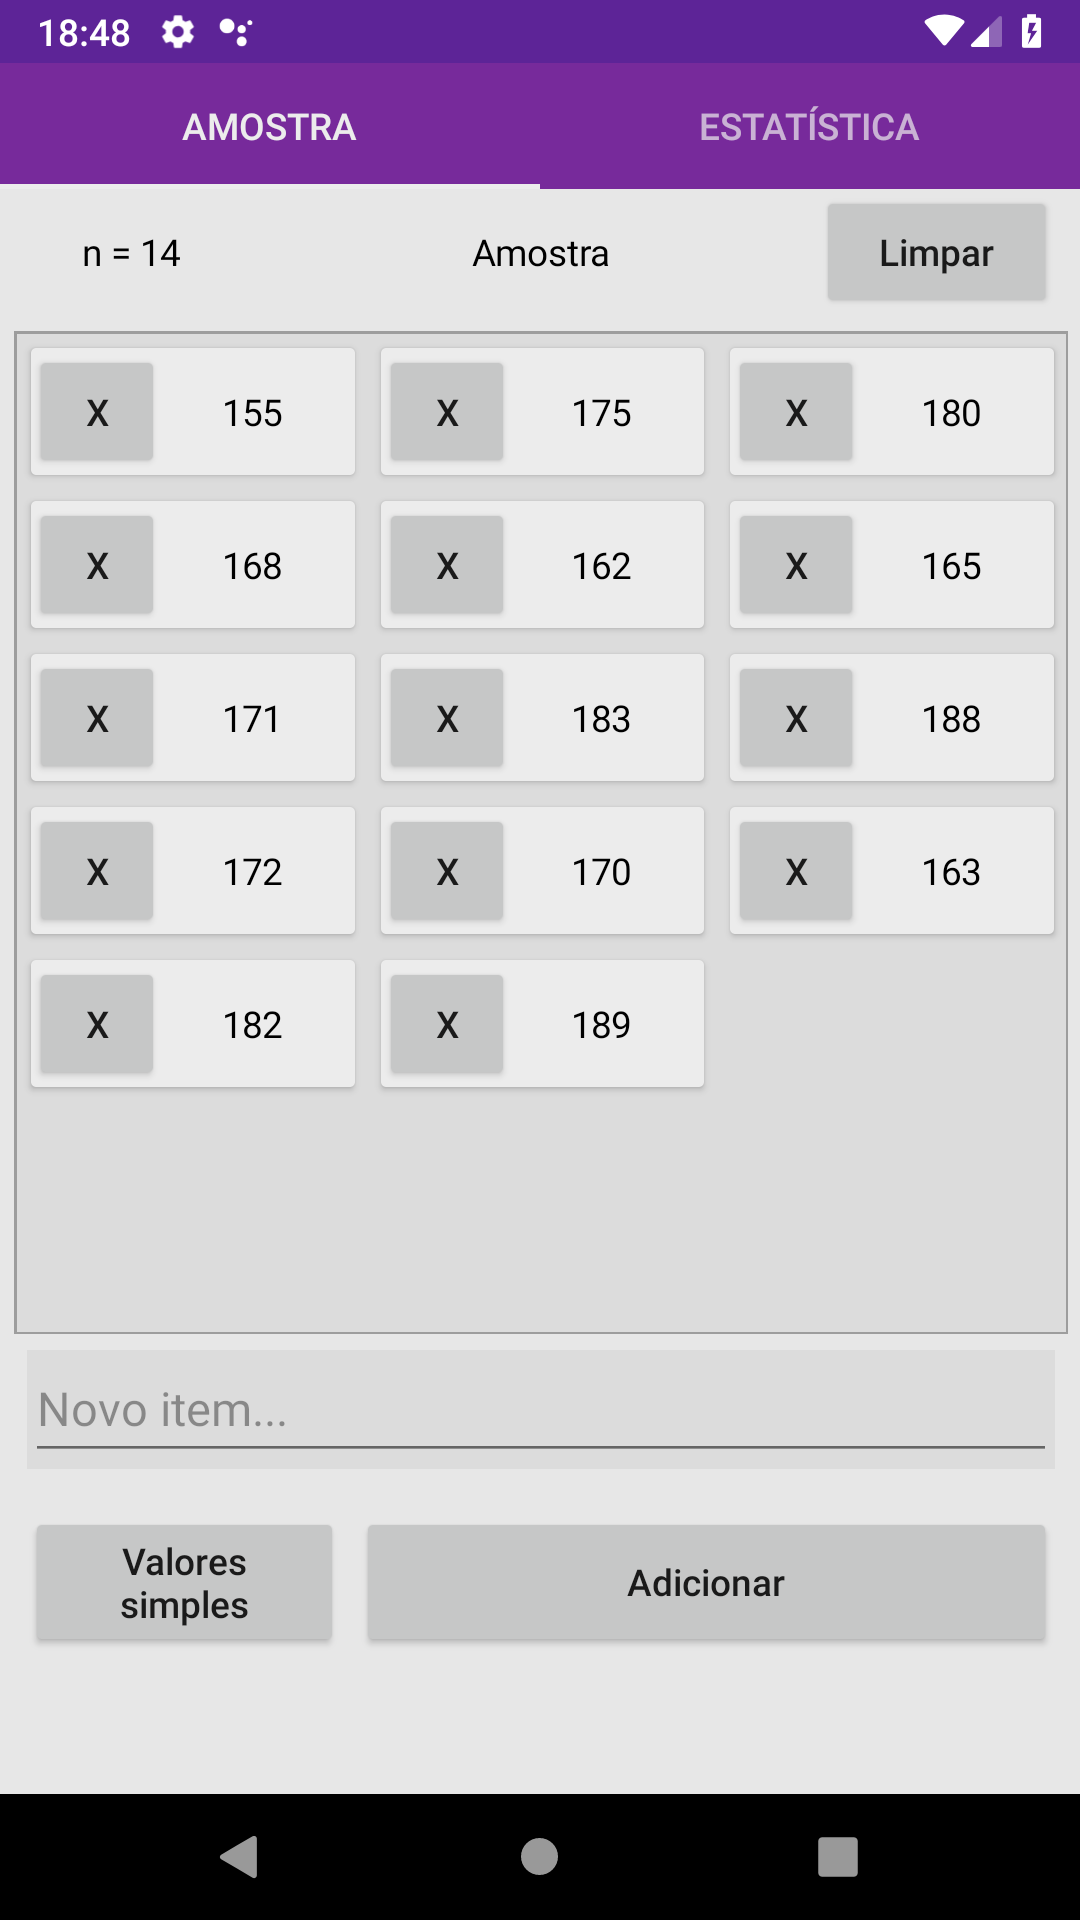 18:48
AMOSTRA ESTATÍSTICA
n = 14 Amostra Limpar
X 155 X 175 X 180
X 168 X 162 X 165
X 171 X 183 X 188
X 172 X 170 X 163
X 182 X 189
Novo item...
Valores
simples
Adicionar